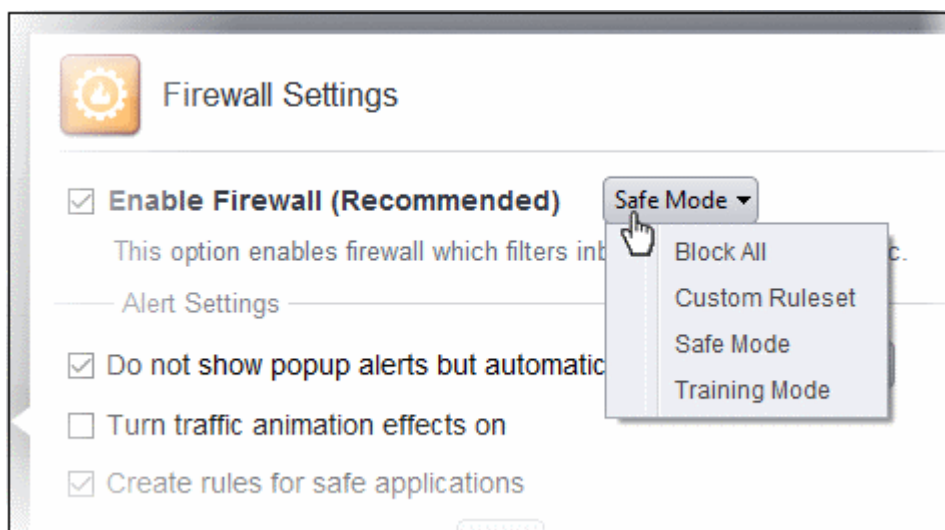 Firewall Settings
Enable Firewall (Recommended)
Safe Mode
This option enables firewall which filters inb c.
Block All
Custom Ruleset
Safe Mode
Training Mode
Alert Settings
Do not show popup alerts but automatic
Turn traffic animation effects on
Create rules for safe applications